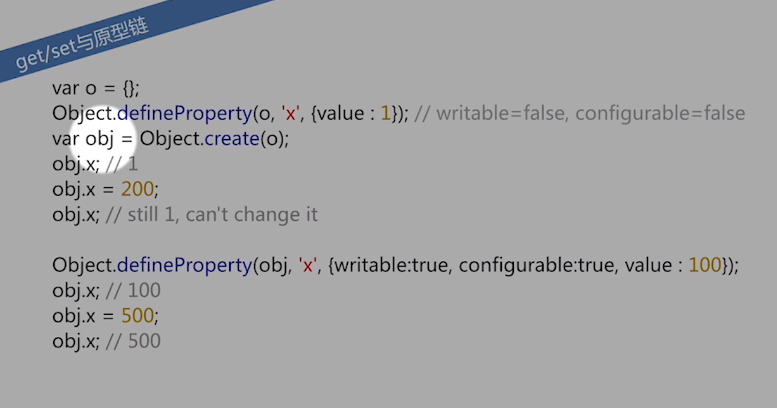 get/set与原型链
var o = {};
Object.defineProperty(o, 'x', {value : 1}); // writable=false, configurable=false
var obj = Object.create(o);
obj.x; // 1
obj.x = 200;
obj.x; // still 1, can't change it
Object.defineProperty(obj, 'x', {writable:true, configurable:true, value : 100});
obj.x; // 100
obj.x = 500;
obj.x; // 500